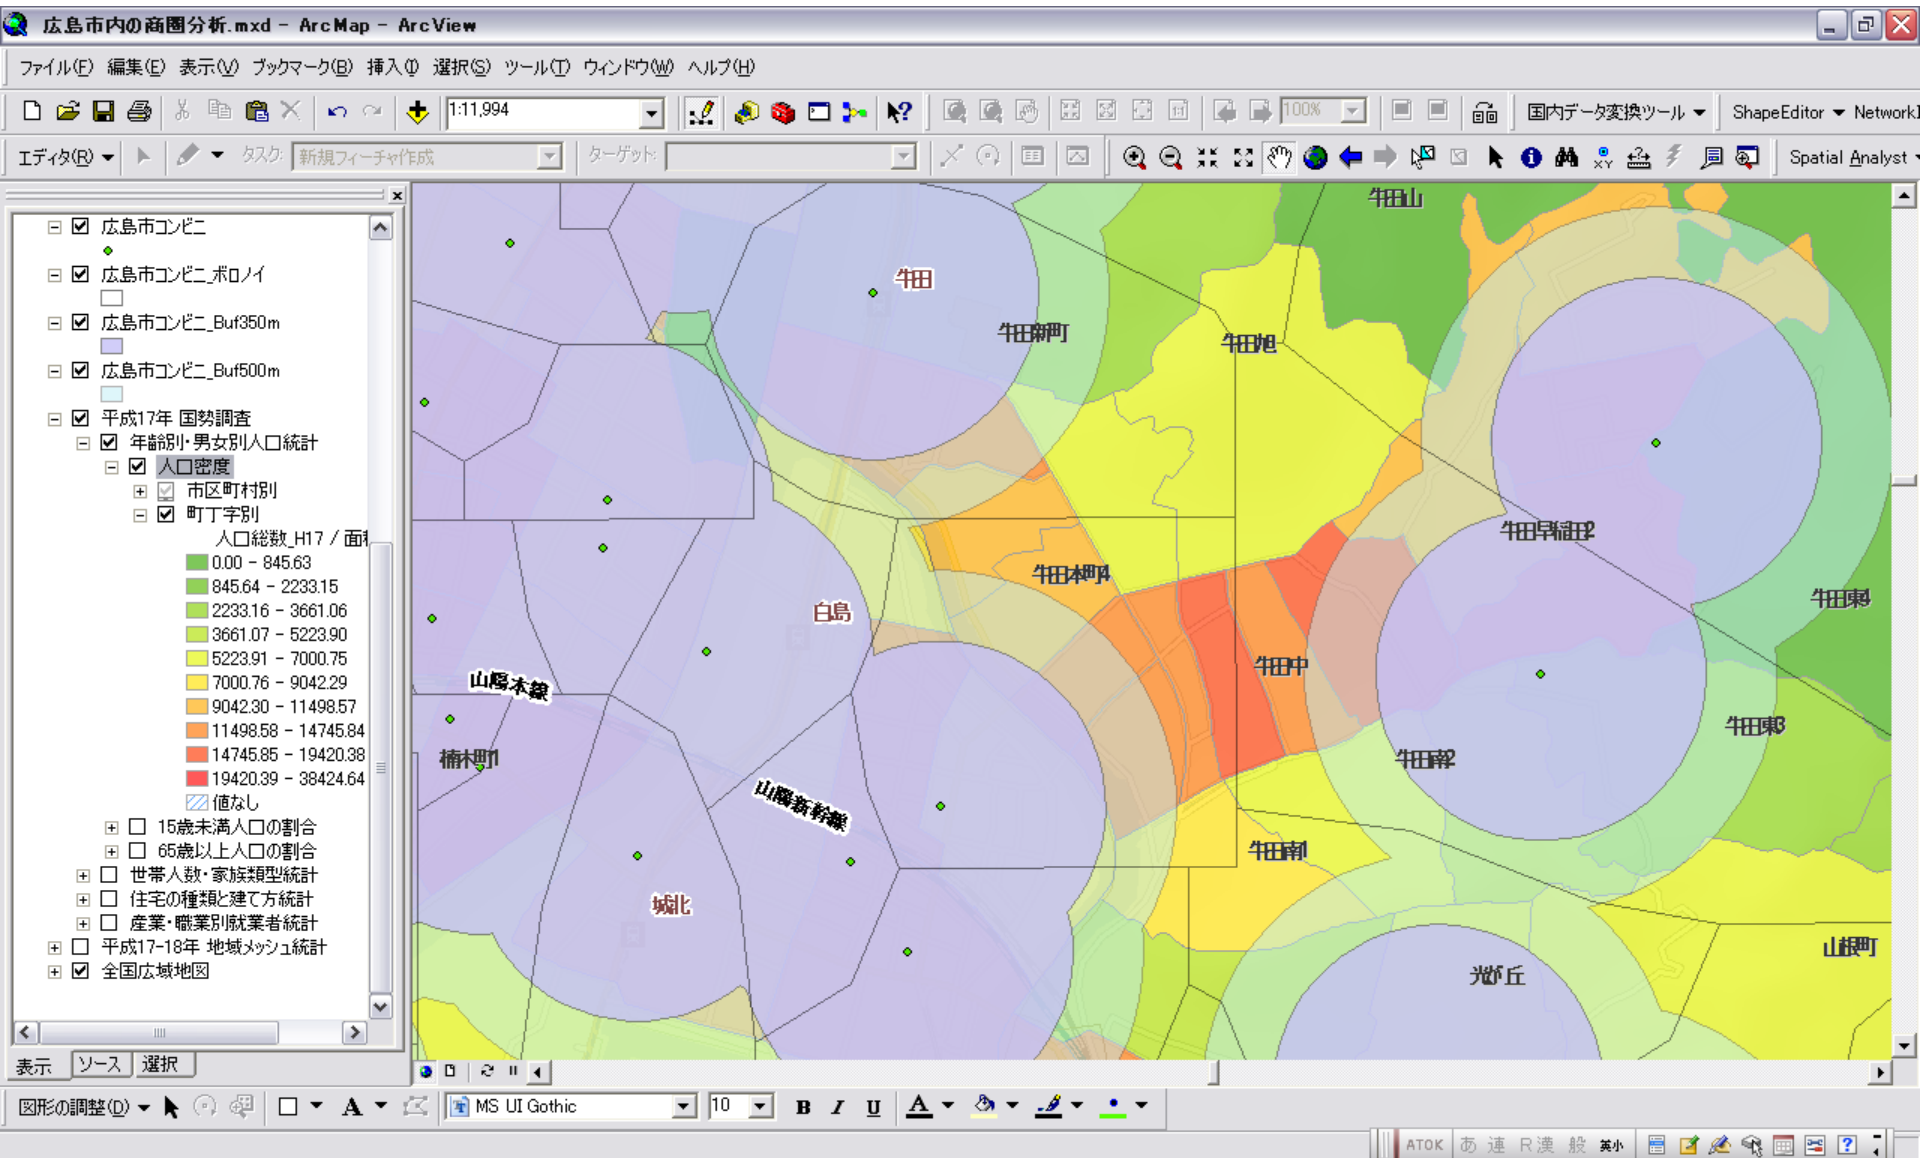 広島市内の商圏分析.mxd - ArcMap - ArcView
ファイル(F) 編集(E) 表示(V) ブックマーク(B) 挿入(I) 選択(S) ツール(T) ウィンドウ(W) ヘルプ(H)
1:11,994 100% 国内データ変換ツール ShapeEditor
エディタ(R) タスク: 新規フィーチャ作成 ターゲット: Spatial Analyst
広島市コンビニ
広島市コンビニ_ボロノイ
広島市コンビニ_Buf350m
広島市コンビニ_Buf500m
平成17年 国勢調査
年齢別・男女別人口統計
人口密度
市区町村別
町丁字別
人口総数_H17 / 面積
0.00 - 845.63
845.64 - 2233.15
2233.16 - 3661.06
3661.07 - 5223.90
5223.91 - 7000.75
7000.76 - 9042.29
9042.30 - 11498.57
11498.58 - 14745.84
14745.85 - 19420.38
19420.39 - 38424.64
値なし
15歳未満人口の割合
65歳以上人口の割合
世帯人数・家族類型統計
住宅の種類と建て方統計
産業・職業別就業者統計
平成17-18年 地域メッシュ統計
全国広域地図
表示 ソース 選択
牛田山
牛田
牛田新町
牛田旭
牛田早稲田2
牛田本町4
牛田東4
白島
牛田中
山陽本線
牛田東3
楠木町1
牛田南2
山陽新幹線
牛田南1
城北
山根町
光が丘
図形の調整(D) A MS UI Gothic 10 B I U A
ATOK あ 連 R漢 般 英小